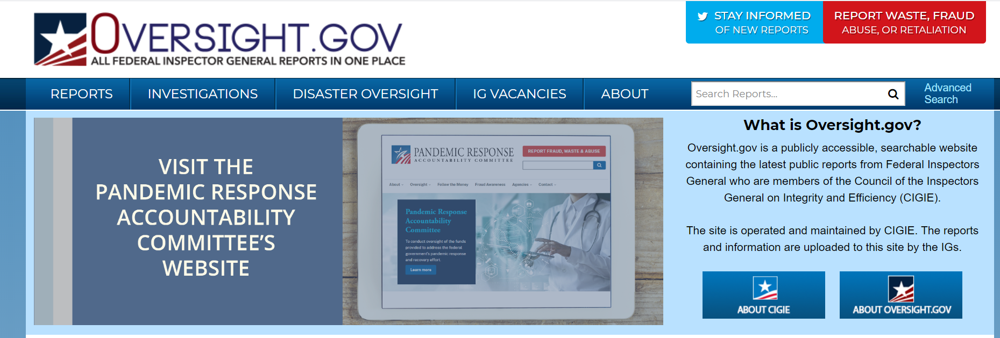 OVERSIGHT.GOV
ALL FEDERAL INSPECTOR GENERAL REPORTS IN ONE PLACE
STAY INFORMED
OF NEW REPORTS
REPORT WASTE, FRAUD
ABUSE, OR RETALIATION
REPORTS
INVESTIGATIONS
DISASTER OVERSIGHT
IG VACANCIES
ABOUT
Search Reports...
Advanced
Search
VISIT THE
PANDEMIC RESPONSE
ACCOUNTABILITY
COMMITTEE’S
WEBSITE
PANDEMIC RESPONSE
ACCOUNTABILITY COMMITTEE
REPORT FRAUD, WASTE & ABUSE
About
Oversight
Follow the Money
Fraud Awareness
Agencies
Contact
Pandemic Response
Accountability
Committee
To conduct oversight of the funds
provided to address the federal
government's pandemic response
and recovery effort.
Learn more
What is Oversight.gov?
Oversight.gov is a publicly accessible, searchable website
containing the latest public reports from Federal Inspectors
General who are members of the Council of the Inspectors
General on Integrity and Efficiency (CIGIE).
The site is operated and maintained by CIGIE. The reports
and information are uploaded to this site by the IGs.
ABOUT CIGIE
ABOUT OVERSIGHT.GOV